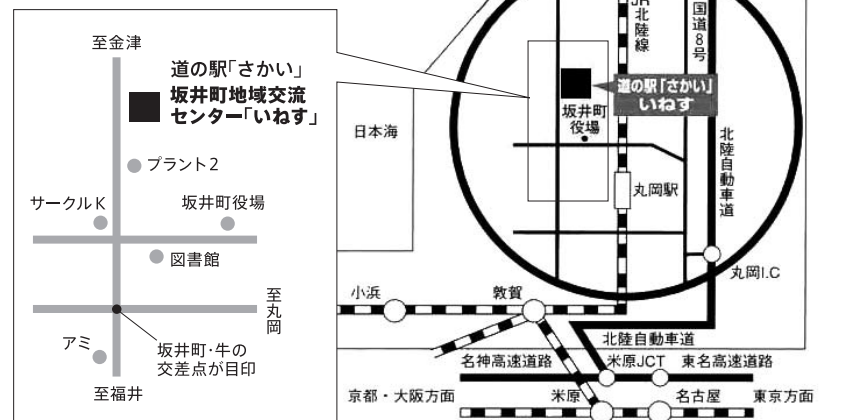 至金津
道の駅「さかい」
坂井町地域交流
センター「いねす」
プラント2
サークルK
坂井町役場
図書館
至丸岡
アミ
坂井町・牛の
交差点が目印
至福井
日本海
JR北陸線
国道8号
道の駅「さかい」
いねす
坂井町
役場
北陸自動車道
丸岡駅
丸岡I.C
小浜
敦賀
北陸自動車道
名神高速道路
米原JCT
東名高速道路
京都・大阪方面
米原
名古屋
東京方面